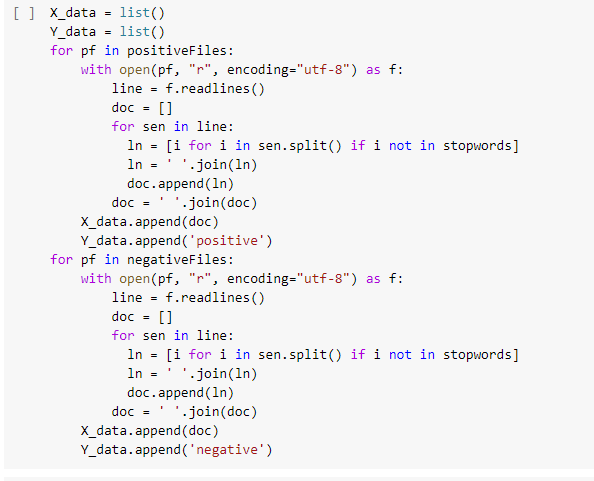 [ ] X_data = list()
Y_data = list()
for pf in positiveFiles:
    with open(pf, "r", encoding="utf-8") as f:
        line = f.readlines()
        doc = []
        for sen in line:
          ln = [i for i in sen.split() if i not in stopwords]
          ln = ' '.join(ln)
          doc.append(ln)
        doc = ' '.join(doc)
    X_data.append(doc)
    Y_data.append('positive')
for pf in negativeFiles:
    with open(pf, "r", encoding="utf-8") as f:
        line = f.readlines()
        doc = []
        for sen in line:
          ln = [i for i in sen.split() if i not in stopwords]
          ln = ' '.join(ln)
          doc.append(ln)
        doc = ' '.join(doc)
    X_data.append(doc)
    Y_data.append('negative')